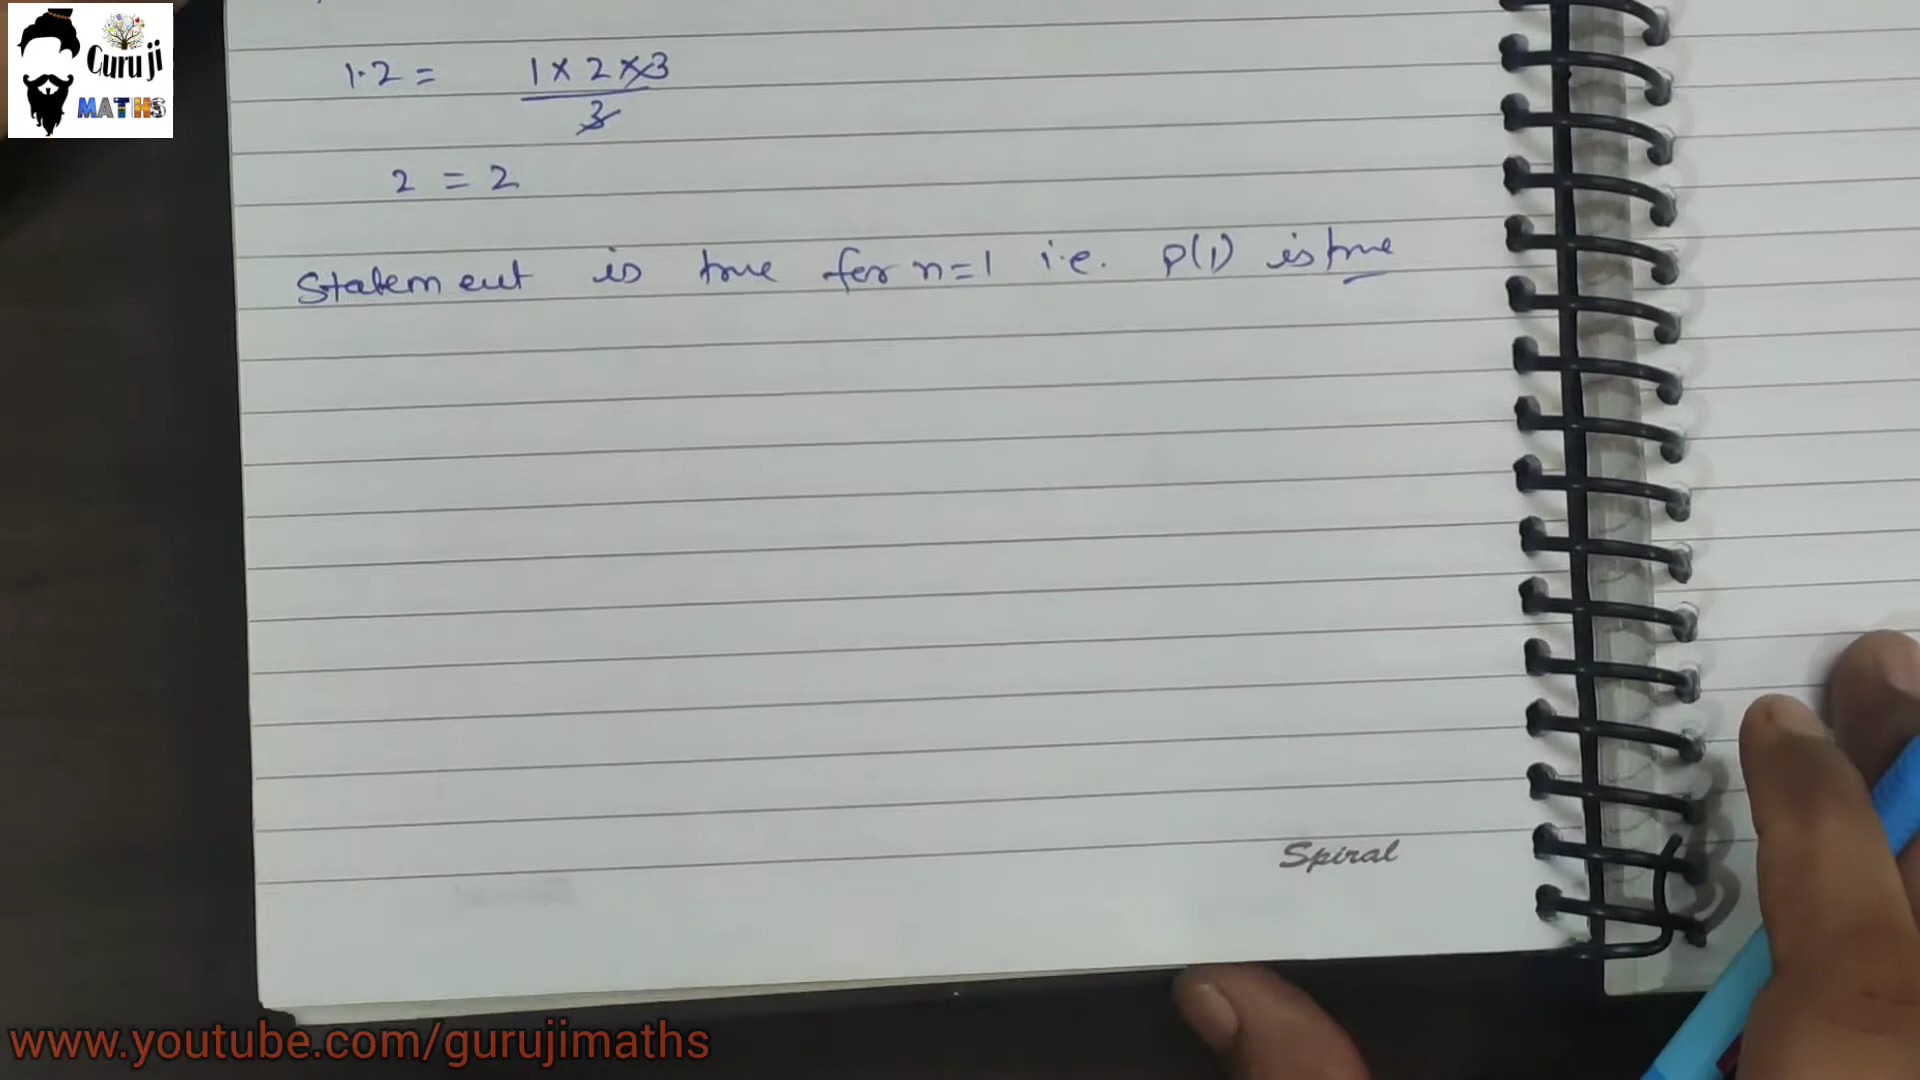 Guru ji
MATHS
1·2 = 1 × 2 × 3
3
2 = 2
Statement is true for n=1 i.e. P(1) is true
Spiral
www.youtube.com/gurujimaths